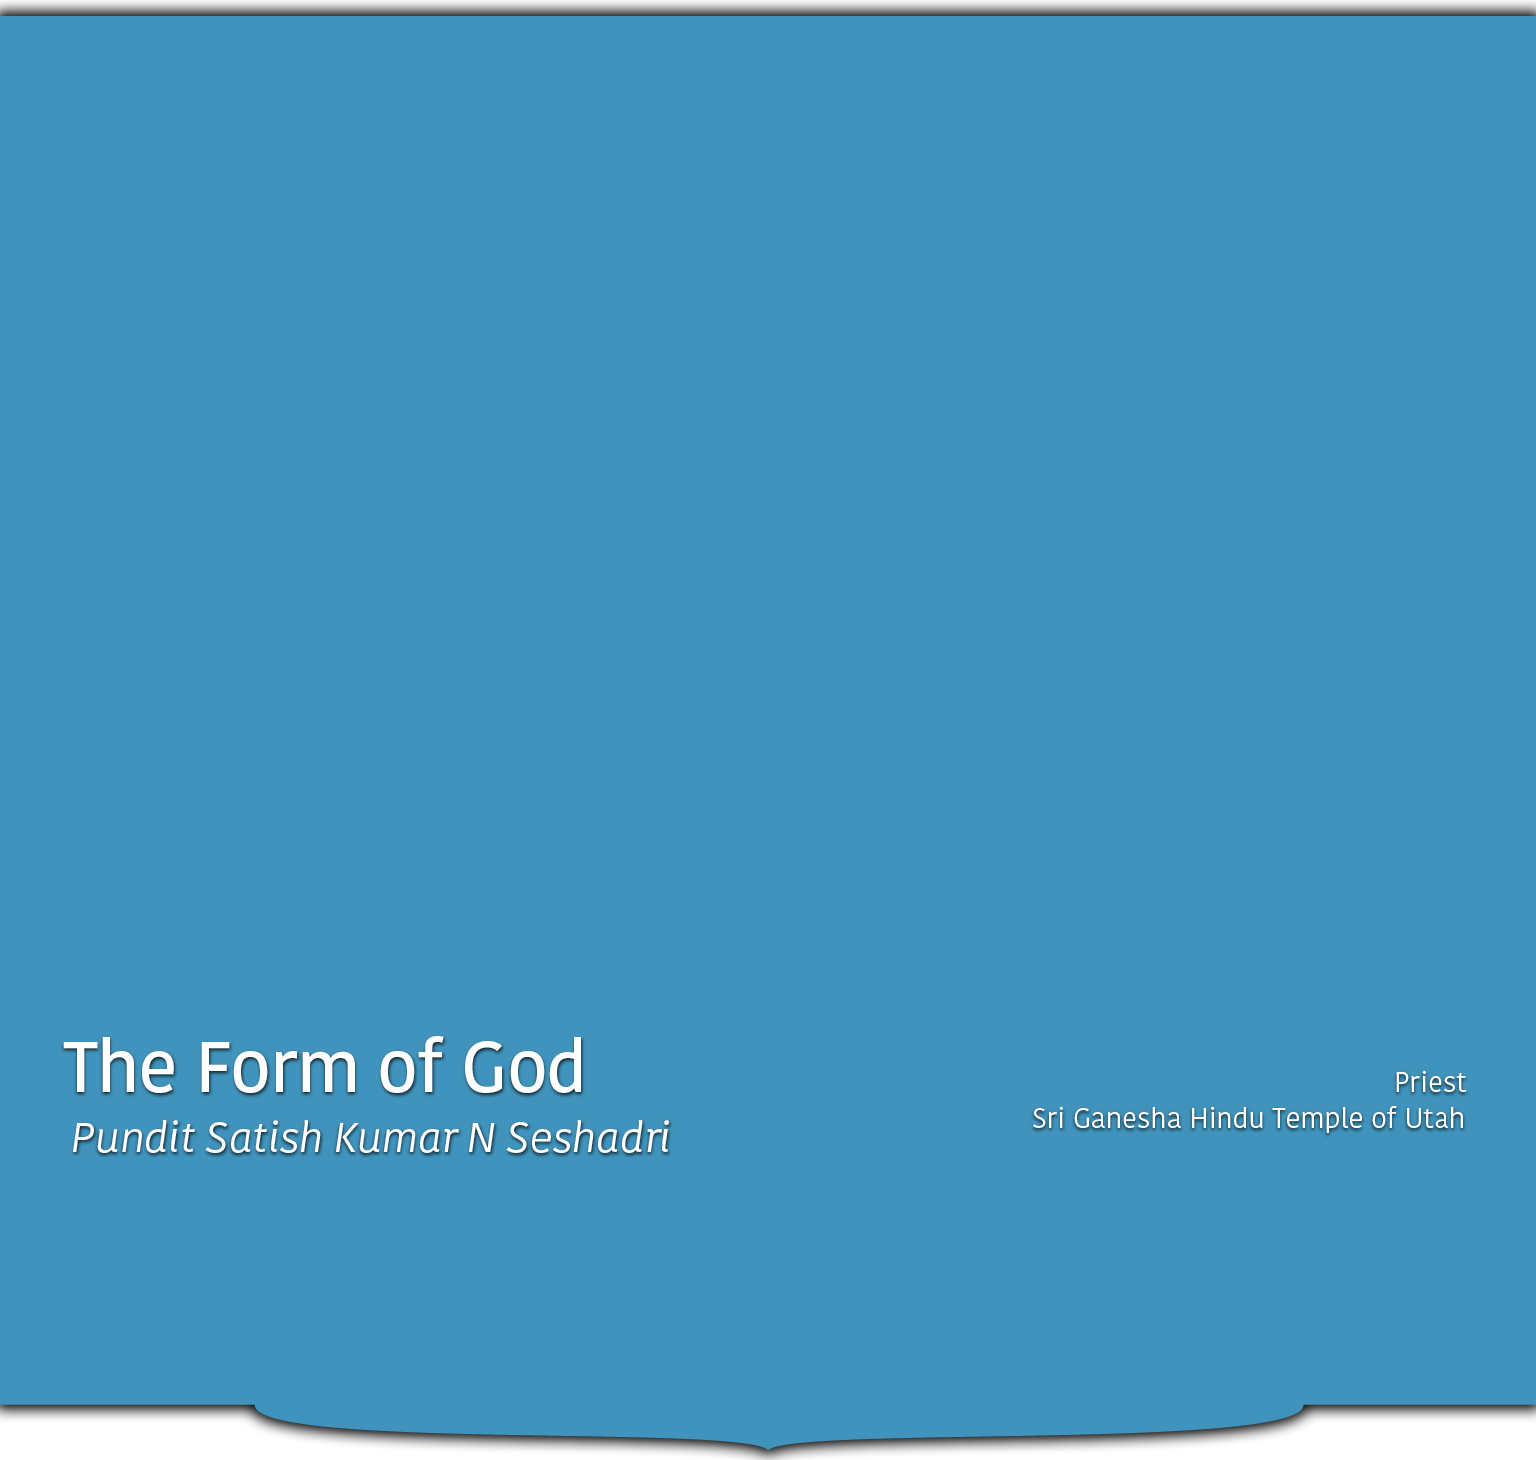 The Form of God
Pundit Satish Kumar N Seshadri
Priest
Sri Ganesha Hindu Temple of Utah